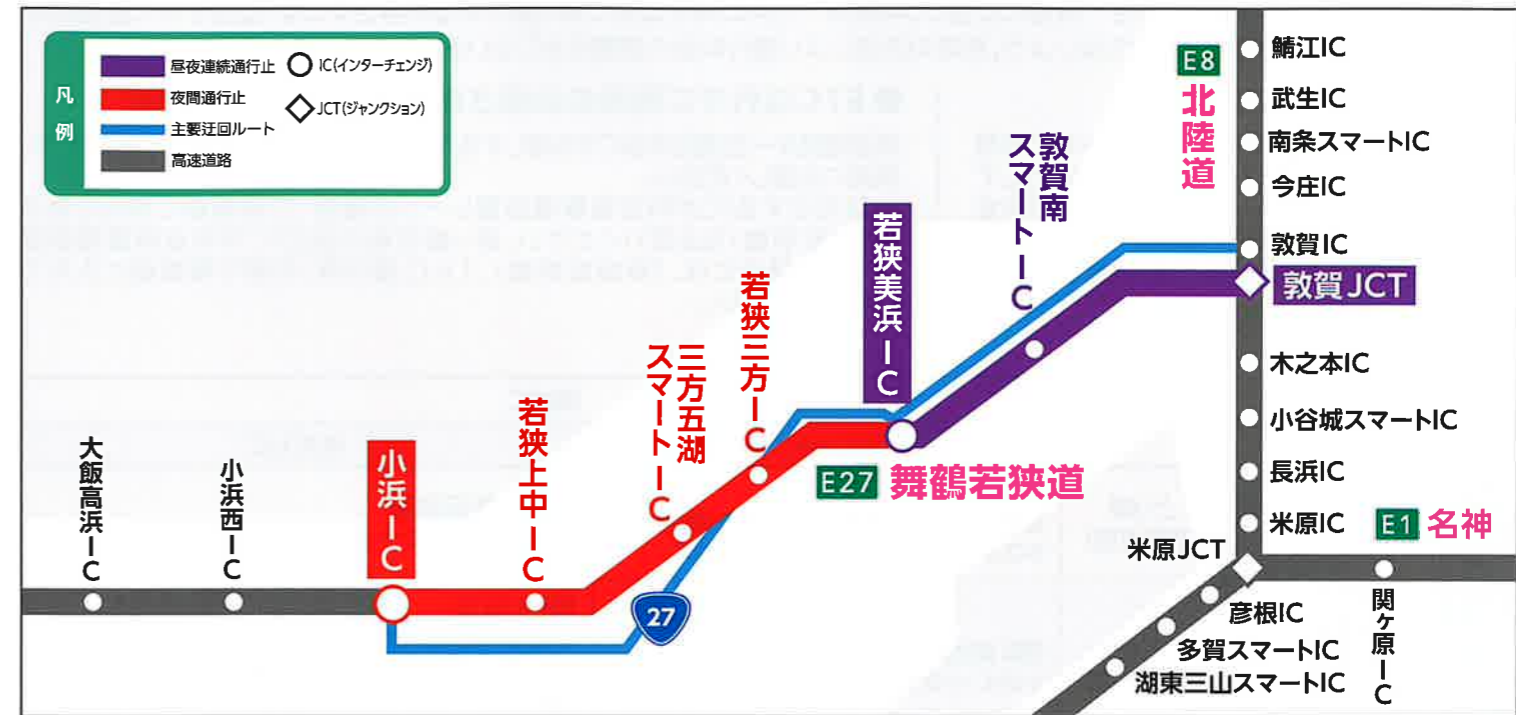 凡例
昼夜連続通行止
IC(インターチェンジ)
夜間通行止
JCT(ジャンクション)
主要迂回ルート
高速道路
E8
北陸道
鯖江IC
武生IC
南条スマートIC
今庄IC
敦賀IC
敦賀JCT
木之本IC
小谷城スマートIC
長浜IC
米原IC
E1 名神
米原JCT
彦根IC
多賀スマートIC
湖東三山スマートIC
関ヶ原IC
敦賀南
スマートIC
若狭美浜IC
E27 舞鶴若狭道
若狭三方IC
三方五湖
スマートIC
若狭上中IC
小浜IC
小浜西IC
大飯高浜IC
27